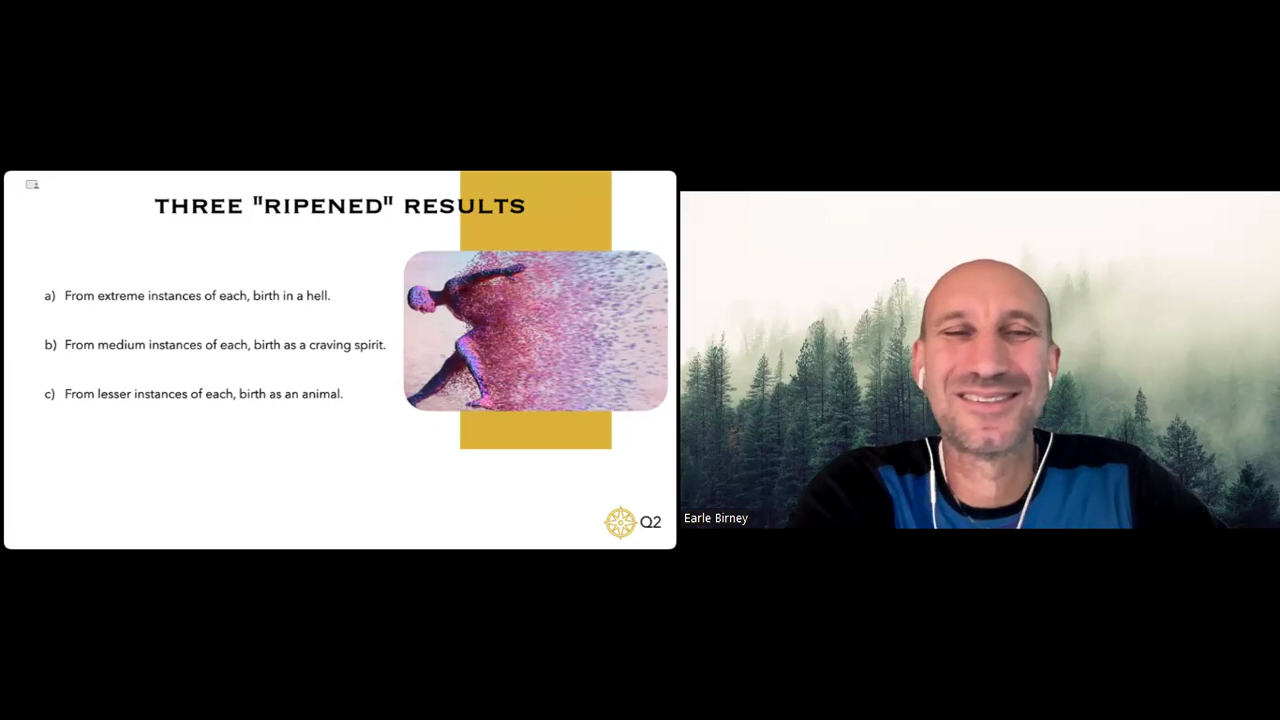 THREE "RIPENED" RESULTS
a) From extreme instances of each, birth in a hell.
b) From medium instances of each, birth as a craving spirit.
c) From lesser instances of each, birth as an animal.
Q2
Earle Birney